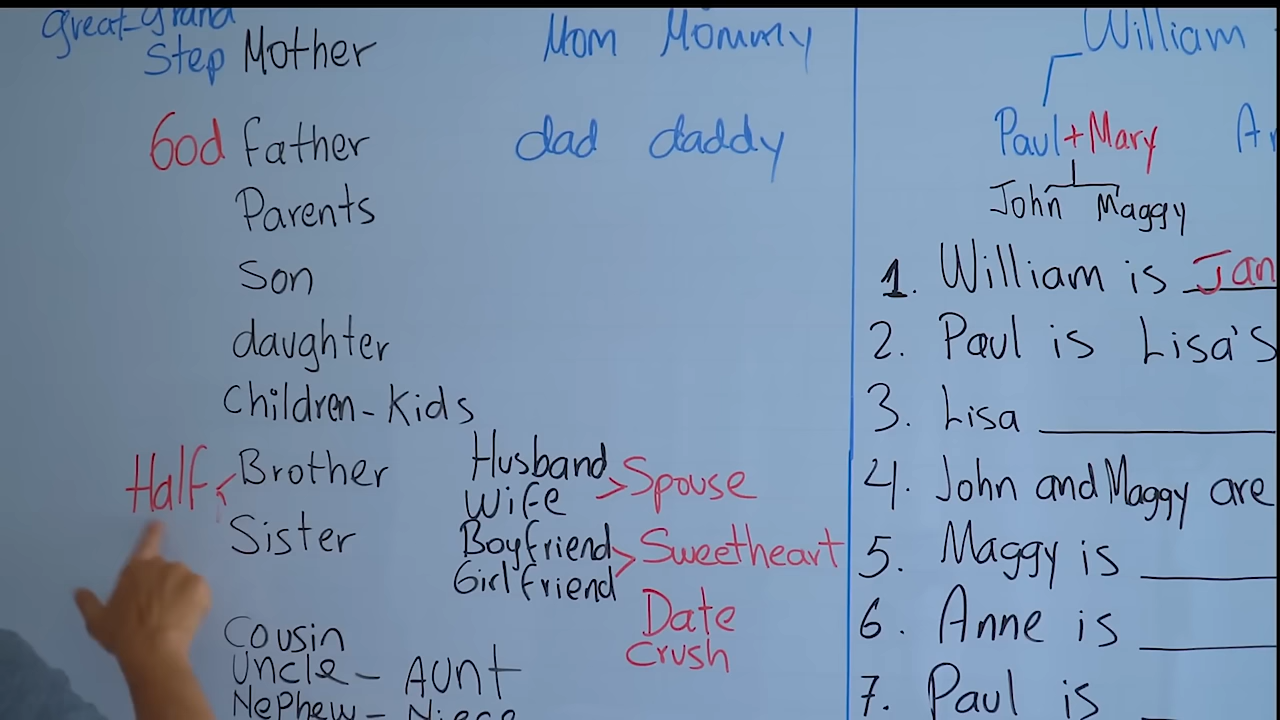 Great-Grand
Step Mother Mom Mommy
God father dad daddy
Parents
Son
daughter
Children-Kids
Half Brother
Sister
Husband
Wife
Spouse
Boyfriend
Girlfriend
Sweetheart
Date
Crush
Cousin
Uncle - Aunt
Nephew - Niece
William
Paul + Mary
John Maggy
1. William is Jan
2. Paul is Lisa's
3. Lisa
4. John and Maggy are
5. Maggy is
6. Anne is
7. Paul is